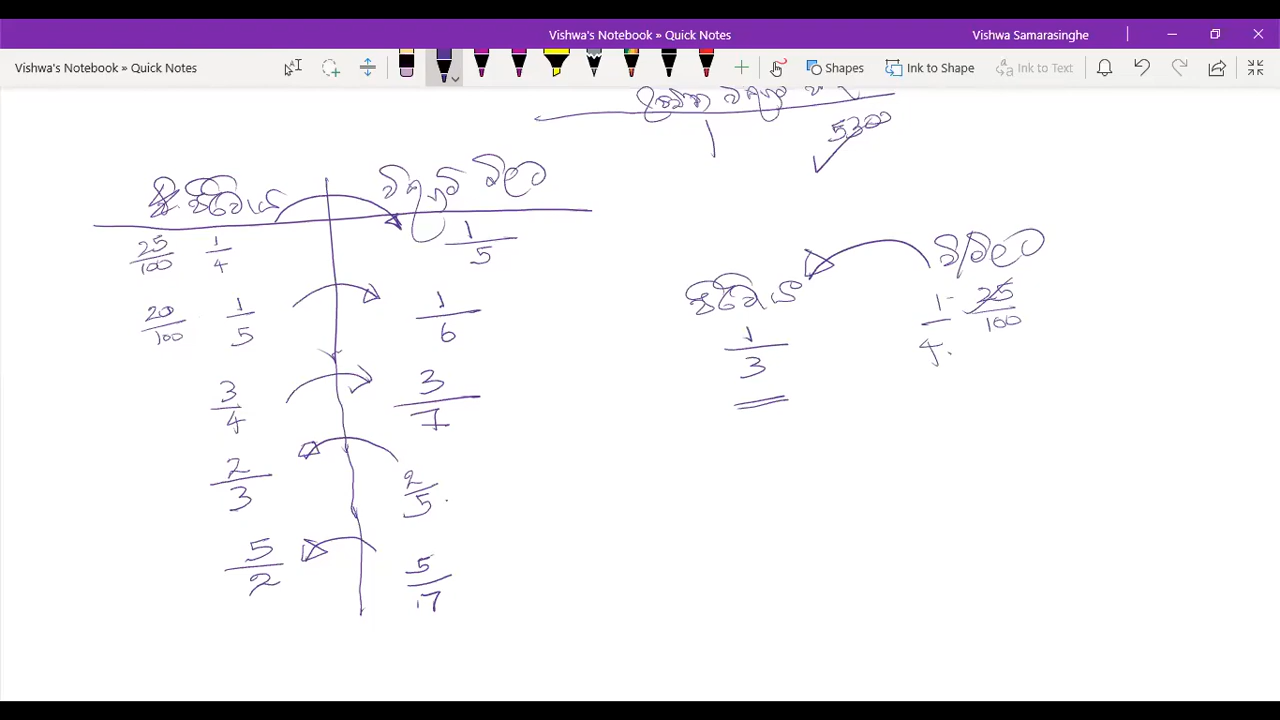 Vishwa's Notebook » Quick Notes
Vishwa Samarasinghe
Vishwa's Notebook » Quick Notes
Shapes
Ink to Shape
Ink to Text
1
5300
පිරිවැය
25/100 1/4
1/5
20/100 1/5
1/6
3/4
3/7
2/3
2/5
5/2
5/7
පිරිවැය
1/3
1/4 25/100